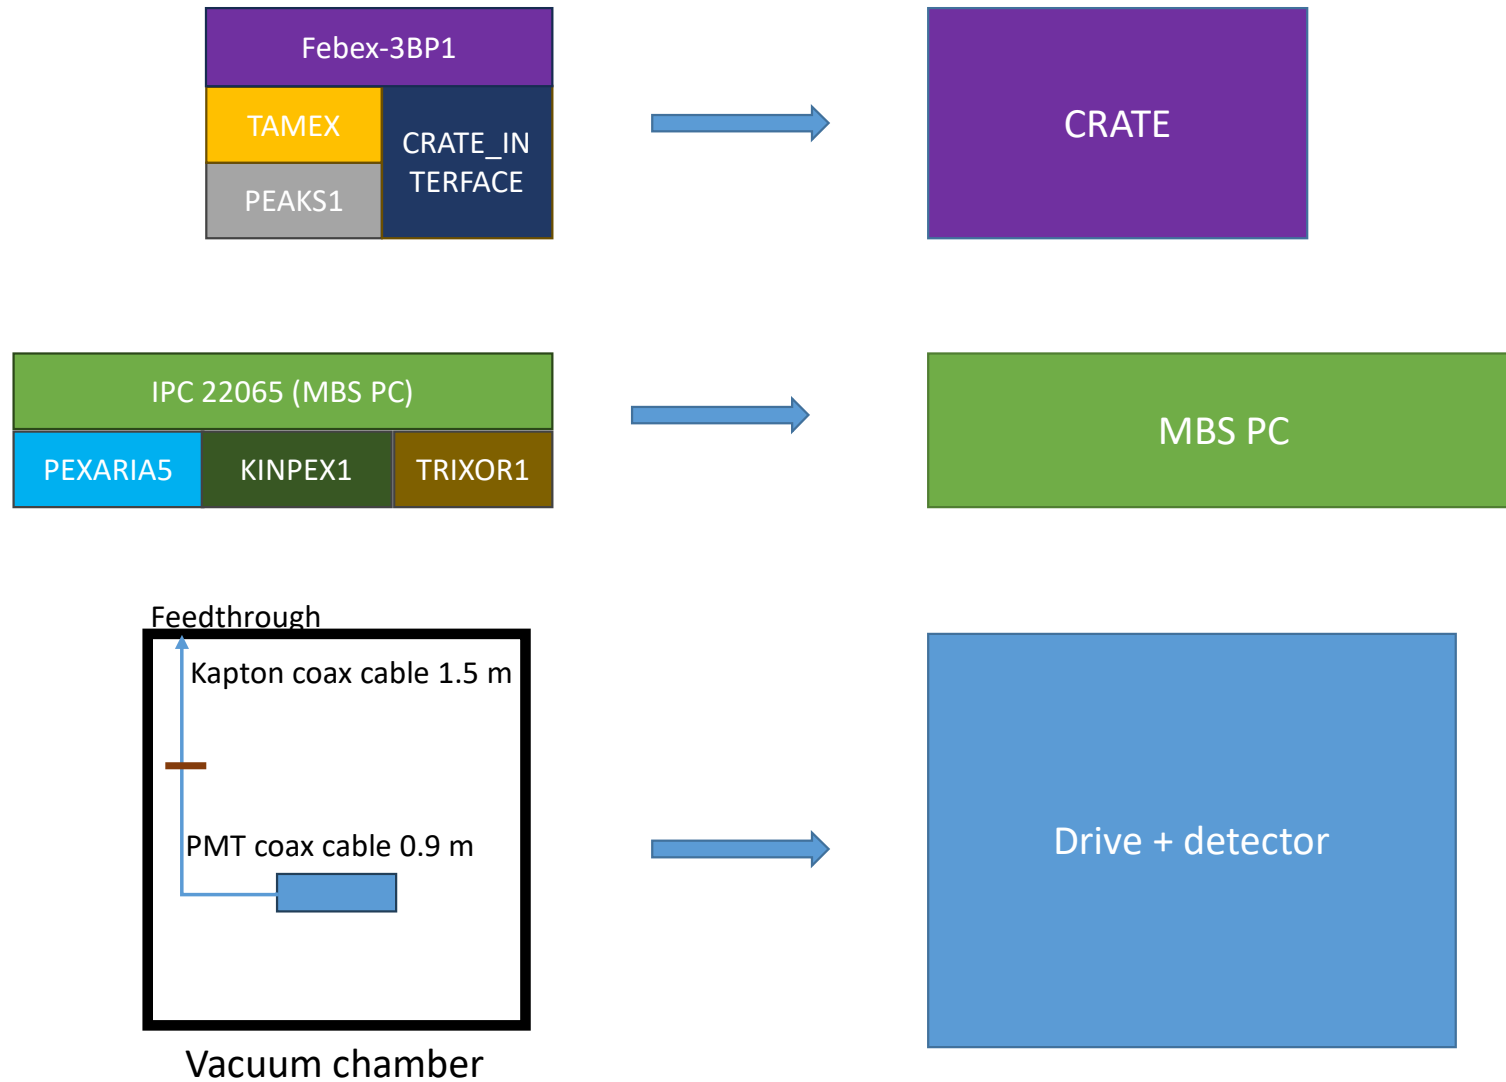 Febex-3BP1
TAMEX
CRATE_IN
TERFACE
PEAKS1
CRATE
IPC 22065 (MBS PC)
PEXARIA5
KINPEX1
TRIXOR1
MBS PC
Feedthrough
Kapton coax cable 1.5 m
PMT coax cable 0.9 m
Vacuum chamber
Drive + detector